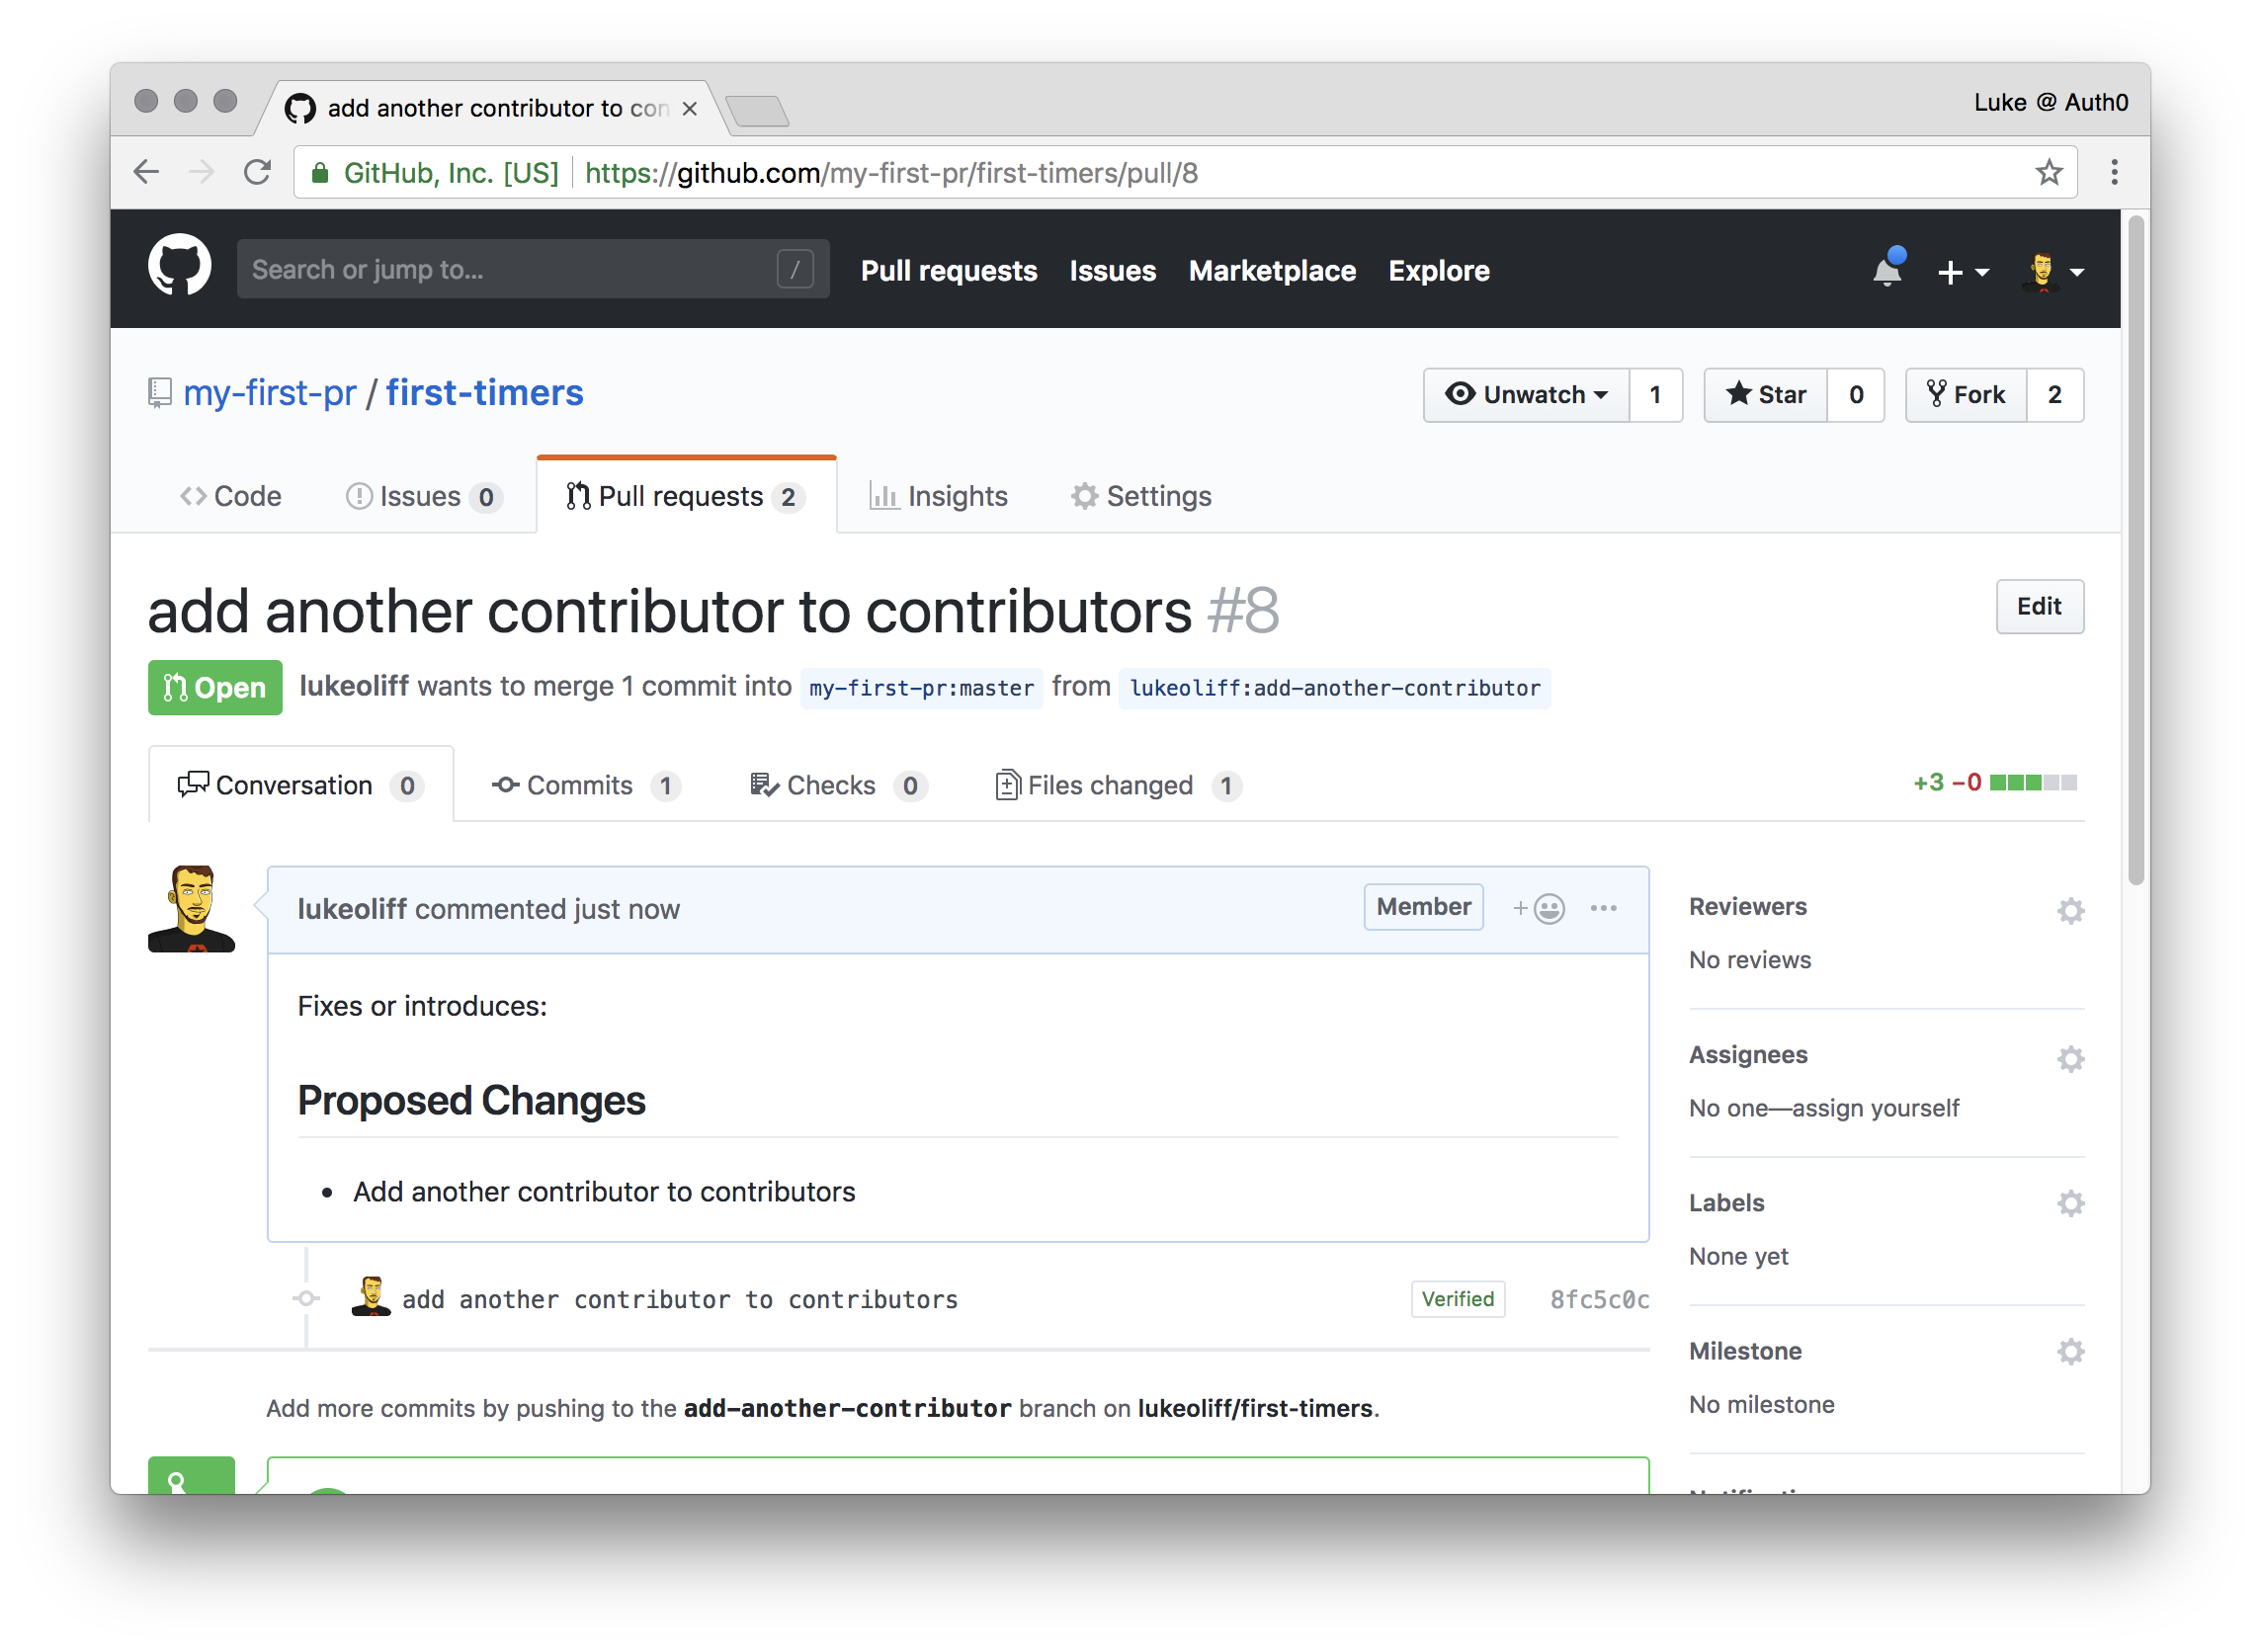 add another contributor to con
Luke @ Auth0
GitHub, Inc. [US] https://github.com/my-first-pr/first-timers/pull/8
Search or jump to... / Pull requests Issues Marketplace Explore
my-first-pr / first-timers Unwatch 1 Star 0 Fork 2
Code Issues 0 Pull requests 2 Insights Settings
add another contributor to contributors #8 Edit
Open lukeoliff wants to merge 1 commit into my-first-pr:master from lukeoliff:add-another-contributor
Conversation 0 Commits 1 Checks 0 Files changed 1 +3 −0
lukeoliff commented just now Member
Fixes or introduces:
Proposed Changes
• Add another contributor to contributors
add another contributor to contributors Verified 8fc5c0c
Add more commits by pushing to the add-another-contributor branch on lukeoliff/first-timers.
Reviewers
No reviews
Assignees
No one—assign yourself
Labels
None yet
Milestone
No milestone